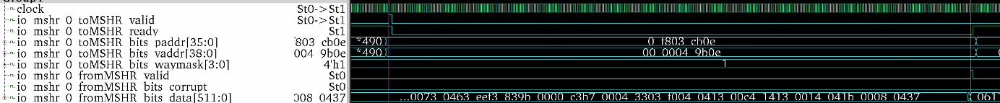 clock St0->St1
io mshr 0 toMSHR valid St0->St1
io mshr 0 toMSHR ready St1
io mshr 0 toMSHR bits paddr[35:0] 803 cb0e *490 0 f803 cb0e
io mshr 0 toMSHR bits vaddr[38:0] 004 9b0e *490 00 0004 9b0e
io mshr 0 toMSHR bits waymask[3:0] 4'h1 1
io mshr 0 fromMSHR valid St0
io mshr 0 fromMSHR bits corrupt St0
io mshr 0 fromMSHR bits data[511:0] 0008 0437 ...0073 0463 eef3 839b 0000 c3b7 0004 3303 f004 0413 00c4 1413 0014 041b 0008 0437